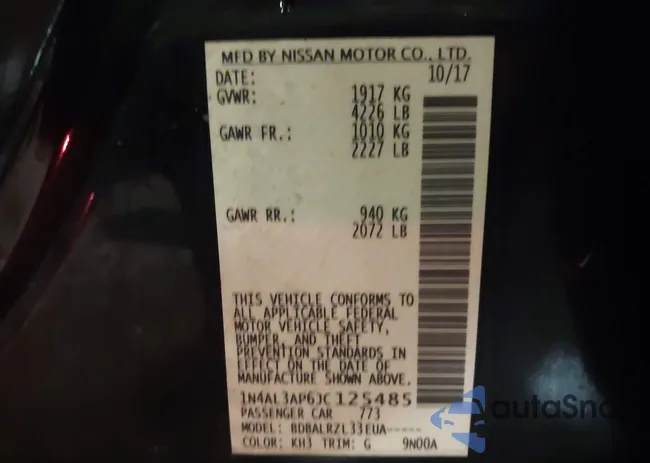 MFD BY NISSAN MOTOR CO., LTD.
DATE: 10/17
GVWR: 1917 KG
4226 LB
GAWR FR.: 1010 KG
2227 LB
GAWR RR.: 940 KG
2072 LB
THIS VEHICLE CONFORMS TO
ALL APPLICABLE FEDERAL
MOTOR VEHICLE SAFETY,
BUMPER, AND THEFT
PREVENTION STANDARDS IN
EFFECT ON THE DATE OF
MANUFACTURE SHOWN ABOVE.
1N4AL3AP6JC125485
PASSENGER CAR 773
MODEL: BDBALRZL33EUA-----
COLOR: KH3 TRIM: G 9N00A